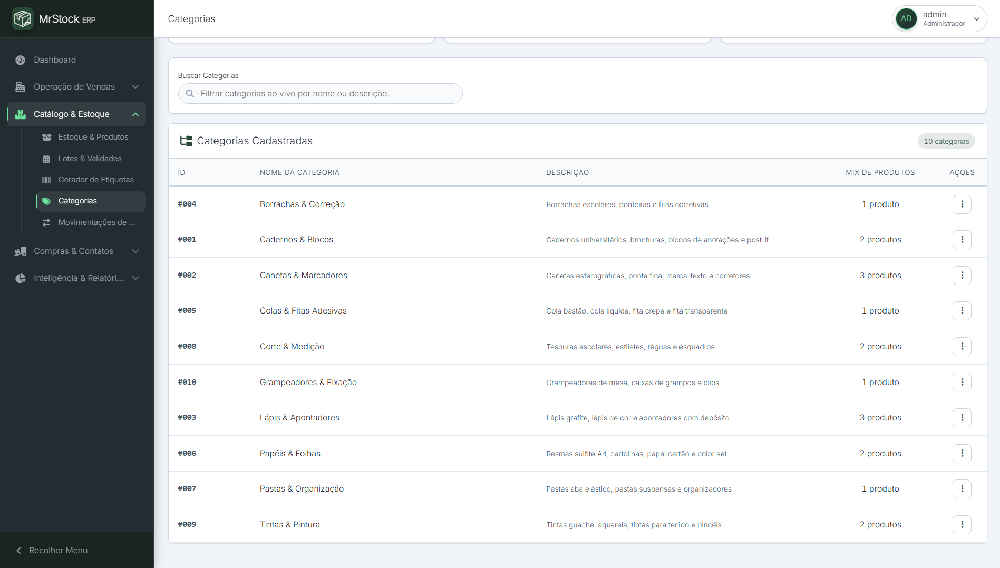 MrStock ERP
Categorias
AD
admin
Administrador
Dashboard
Operação de Vendas
Catálogo & Estoque
Estoque & Produtos
Lotes & Validades
Gerador de Etiquetas
Categorias
Movimentações de ...
Compras & Contatos
Inteligência & Relatóri...
Recolher Menu
Buscar Categorias
Filtrar categorias ao vivo por nome ou descrição...
Categorias Cadastradas
10 categorias
ID NOME DA CATEGORIA DESCRIÇÃO MIX DE PRODUTOS AÇÕES
#004 Borrachas & Correção Borrachas escolares, ponteiras e fitas corretivas 1 produto
#001 Cadernos & Blocos Cadernos universitários, brochuras, blocos de anotações e post-it 2 produtos
#002 Canetas & Marcadores Canetas esferográficas, ponta fina, marca-texto e corretores 3 produtos
#005 Colas & Fitas Adesivas Cola bastão, cola líquida, fita crepe e fita transparente 1 produto
#008 Corte & Medição Tesouras escolares, estiletes, réguas e esquadros 2 produtos
#010 Grampeadores & Fixação Grampeadores de mesa, caixas de grampos e clips 1 produto
#003 Lápis & Apontadores Lápis grafite, lápis de cor e apontadores com depósito 3 produtos
#006 Papéis & Folhas Resmas sulfite A4, cartolinas, papel cartão e color set 2 produtos
#007 Pastas & Organização Pastas aba elástico, pastas suspensas e organizadores 1 produto
#009 Tintas & Pintura Tintas guache, aquarela, tintas para tecido e pincéis 2 produtos